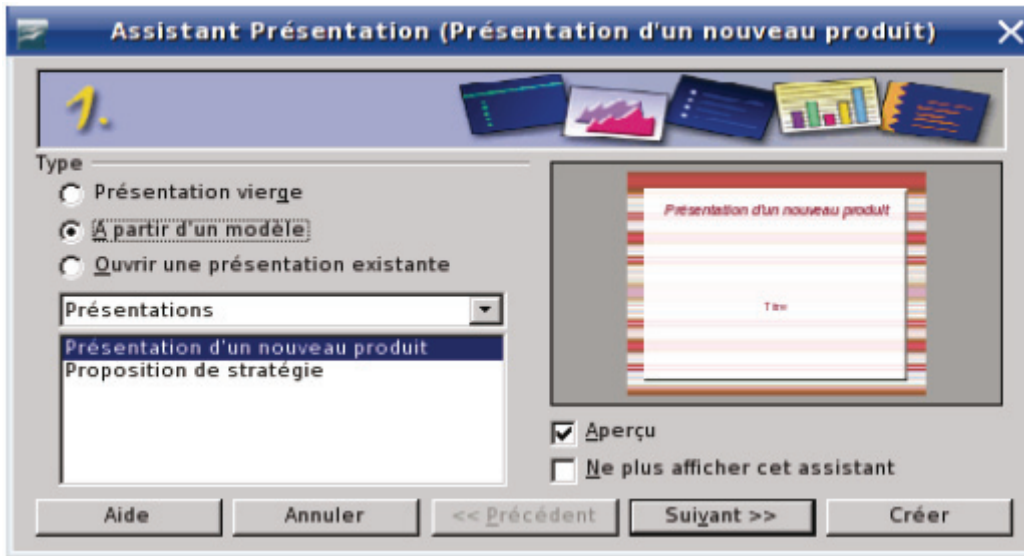 Assistant Présentation (Présentation d'un nouveau produit)
1.
Type
Présentation vierge
A partir d'un modèle
Ouvrir une présentation existante
Présentations
Présentation d'un nouveau produit
Proposition de stratégie
Présentation d'un nouveau produit
Titre
Aperçu
Ne plus afficher cet assistant
Aide
Annuler
<< Précédent
Suivant >>
Créer